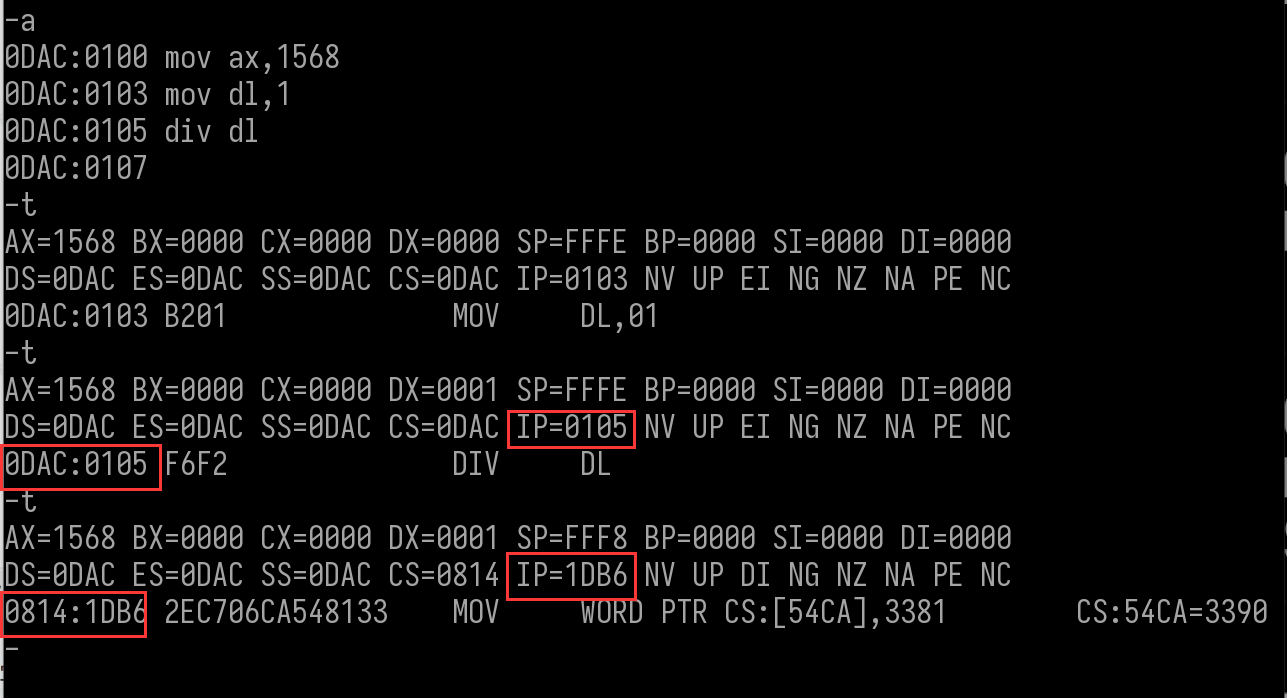 -a
0DAC:0100 mov ax,1568
0DAC:0103 mov dl,1
0DAC:0105 div dl
0DAC:0107
-t
AX=1568 BX=0000 CX=0000 DX=0000 SP=FFFE BP=0000 SI=0000 DI=0000
DS=0DAC ES=0DAC SS=0DAC CS=0DAC IP=0103 NV UP EI NG NZ NA PE NC
0DAC:0103 B201 MOV DL,01
-t
AX=1568 BX=0000 CX=0000 DX=0001 SP=FFFE BP=0000 SI=0000 DI=0000
DS=0DAC ES=0DAC SS=0DAC CS=0DAC IP=0105 NV UP EI NG NZ NA PE NC
0DAC:0105 F6F2 DIV DL
-t
AX=1568 BX=0000 CX=0000 DX=0001 SP=FFF8 BP=0000 SI=0000 DI=0000
DS=0DAC ES=0DAC SS=0DAC CS=0814 IP=1DB6 NV UP DI NG NZ NA PE NC
0814:1DB6 2EC706CA548133 MOV WORD PTR CS:[54CA],3381 CS:54CA=3390
-